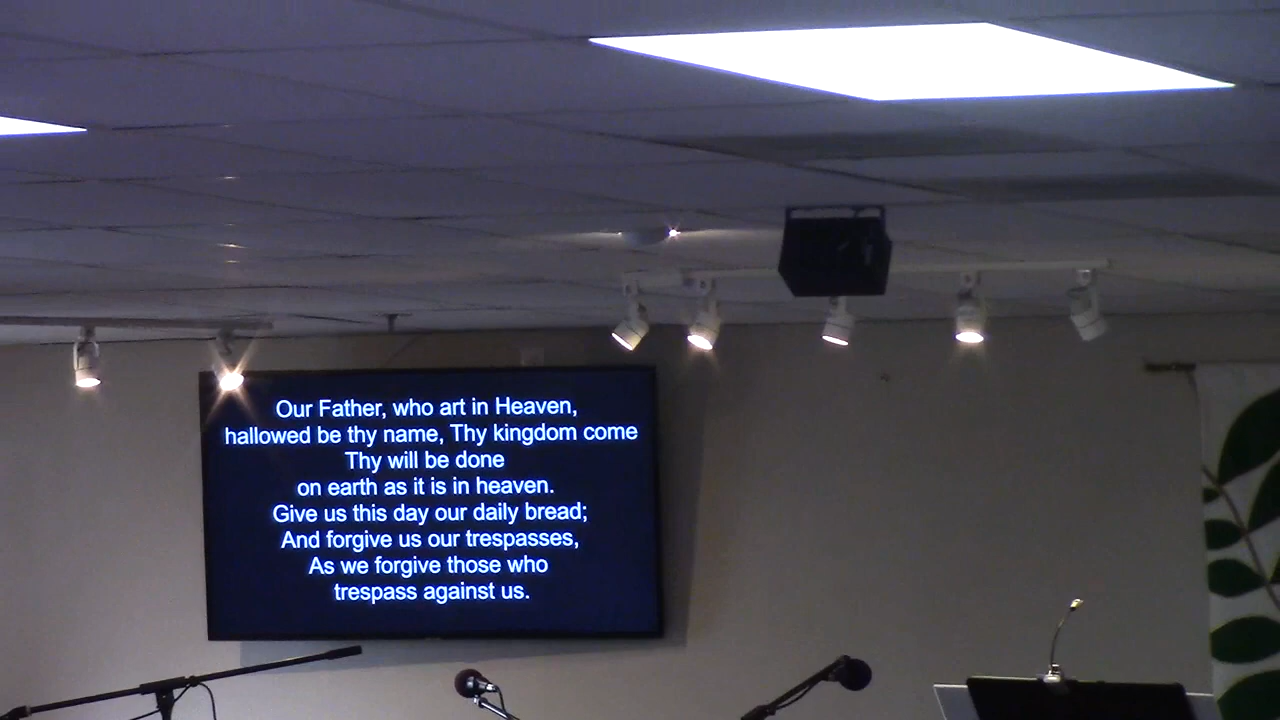 Our Father, who art in Heaven,
hallowed be thy name, Thy kingdom come
Thy will be done
on earth as it is in heaven.
Give us this day our daily bread;
And forgive us our trespasses,
As we forgive those who
trespass against us.